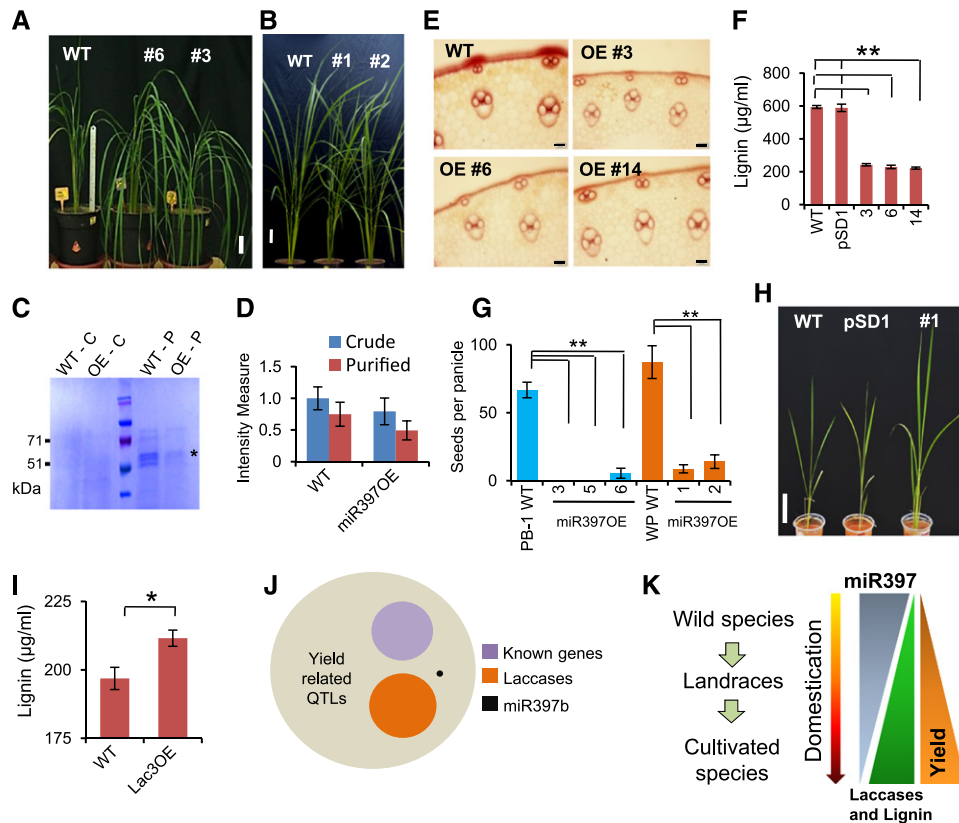 A
WT
#6
#3
B
WT
#1
#2
E
WT
OE #3
OE #6
OE #14
F
**
Lignin (µg/ml)
800
600
400
200
0
WT
pSD1
3
6
14
C
WT - C
OE - C
WT - P
OE - P
71
51
kDa
*
D
Crude
Purified
Intensity Measure
1.5
1.0
0.5
0
WT
miR397OE
G
**
**
Seeds per panicle
100
50
0
PB-1 WT
3
5
6
WP WT
1
2
miR397OE
miR397OE
H
WT
pSD1
#1
I
*
Lignin (µg/ml)
225
200
175
WT
Lac3OE
J
Yield
related
QTLs
Known genes
Laccases
miR397b
K
miR397
Wild species
Landraces
Cultivated
species
Domestication
Yield
Laccases
and Lignin